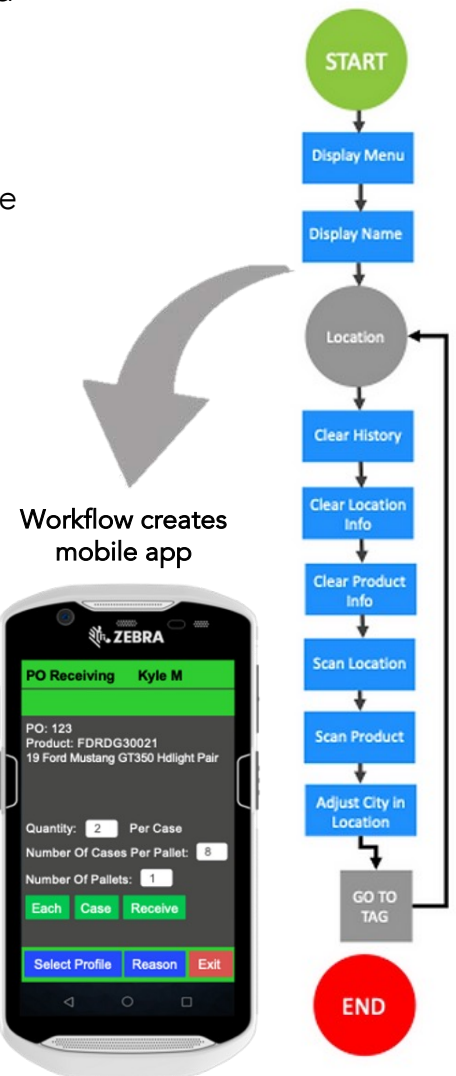 START
Display Menu
Display Name
Location
Clear History
Clear Location
Info
Clear Product
Info
Scan Location
Scan Product
Adjust City in
Location
GO TO
TAG
END
Workflow creates
mobile app
ZEBRA
PO Receiving Kyle M
PO: 123
Product: FDRDG30021
19 Ford Mustang GT350 Hdlight Pair
Quantity: 2 Per Case
Number Of Cases Per Pallet: 8
Number Of Pallets: 1
Each Case Receive
Select Profile Reason Exit